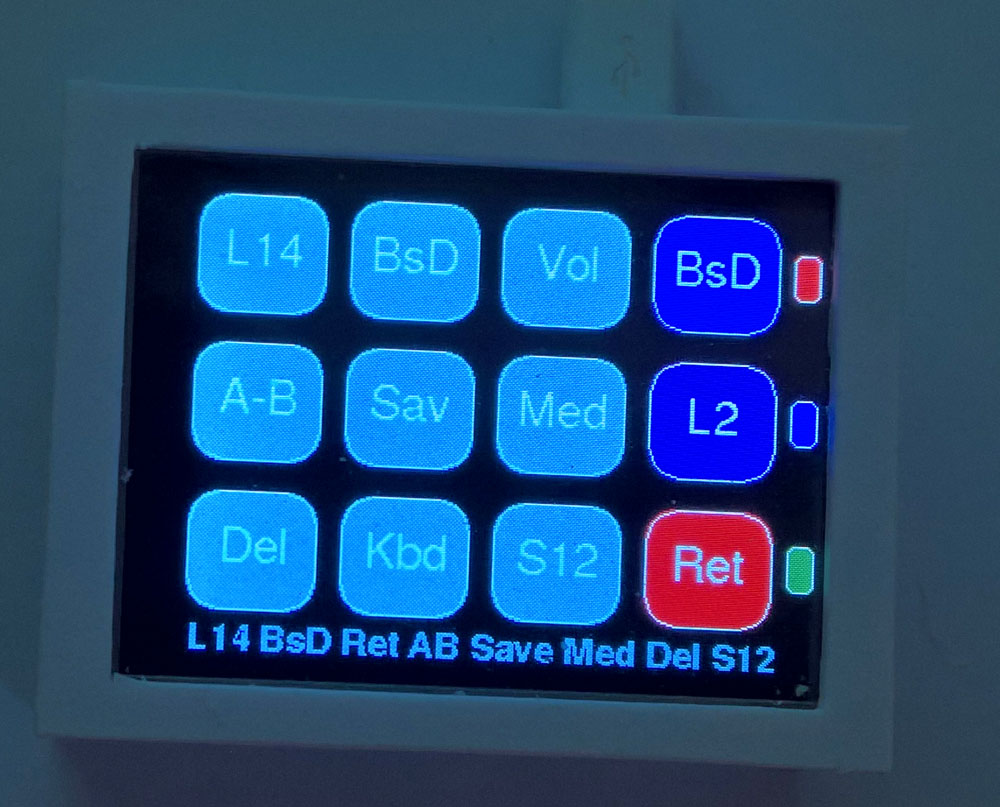 L14 BsD Vol BsD
A-B Sav Med L2
Del Kbd S12 Ret
L14 BsD Ret AB Save Med Del S12